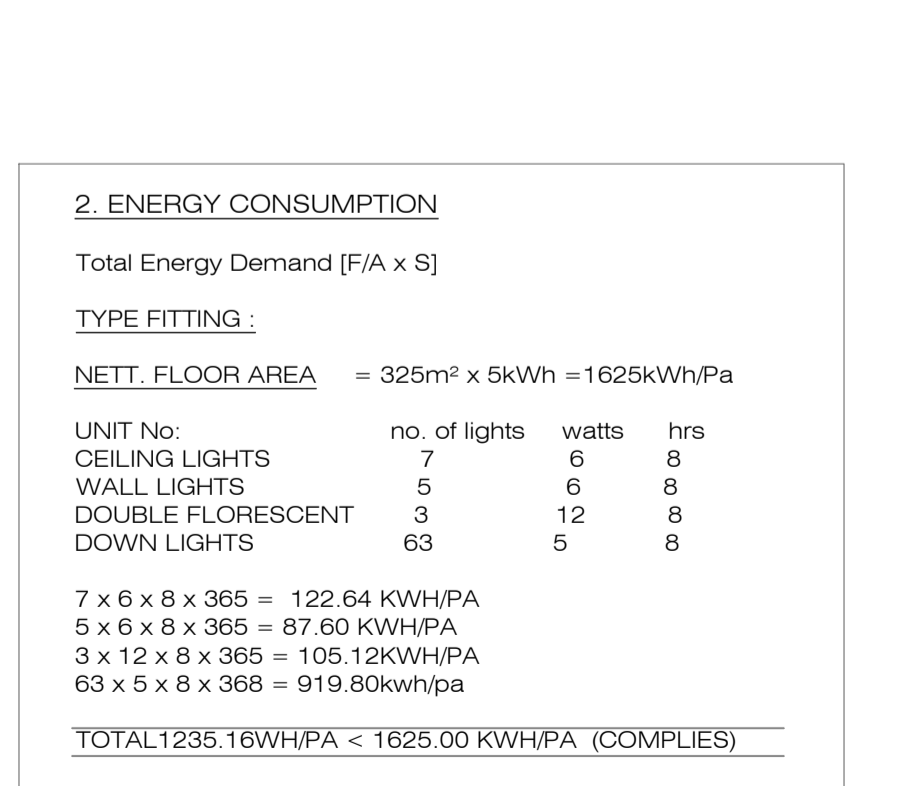 2. ENERGY CONSUMPTION
Total Energy Demand [F/A x S]
TYPE FITTING :
NETT. FLOOR AREA = 325m² x 5kWh =1625kWh/Pa
UNIT No: no. of lights watts hrs
CEILING LIGHTS 7 6 8
WALL LIGHTS 5 6 8
DOUBLE FLORESCENT 3 12 8
DOWN LIGHTS 63 5 8
7 x 6 x 8 x 365 = 122.64 KWH/PA
5 x 6 x 8 x 365 = 87.60 KWH/PA
3 x 12 x 8 x 365 = 105.12KWH/PA
63 x 5 x 8 x 368 = 919.80kwh/pa
TOTAL1235.16WH/PA < 1625.00 KWH/PA (COMPLIES)